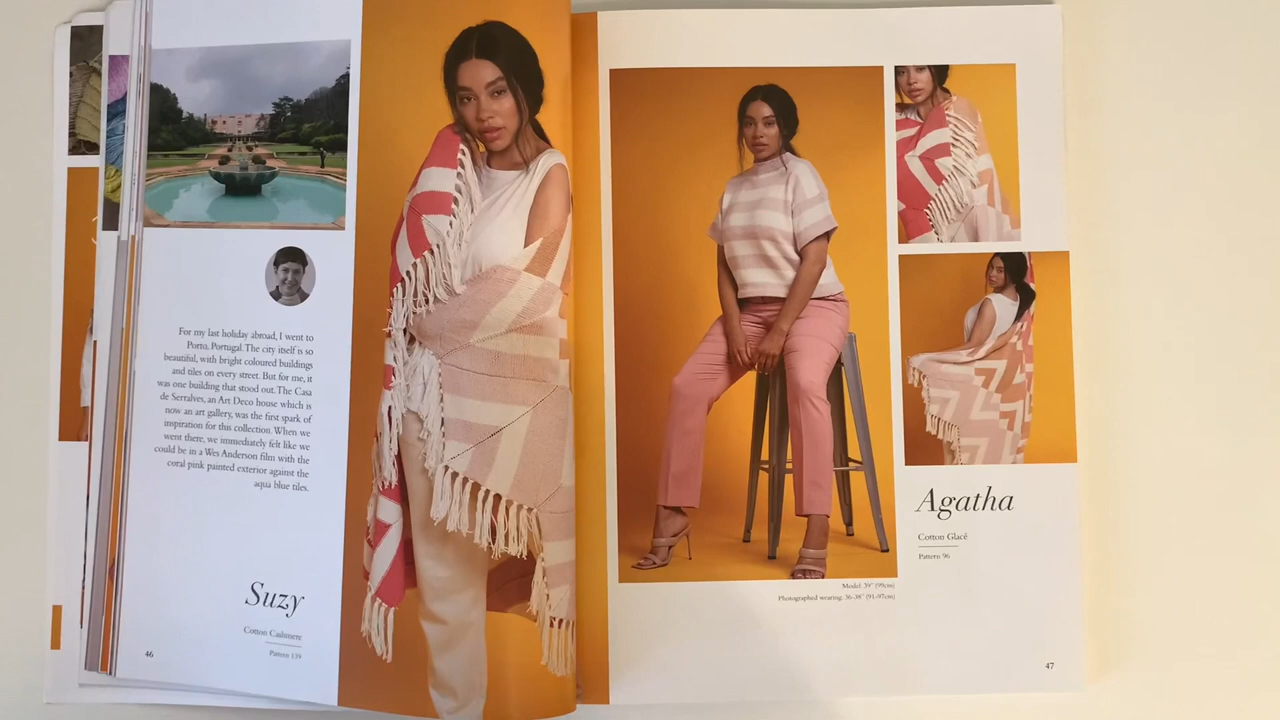 For my last holiday abroad, I went to
Porto, Portugal. The city itself is so
beautiful, with bright coloured buildings
and tiles on every street. But for me, it
was one building that stood out. The Casa
de Serralves, an Art Deco house which is
now an art gallery, was the first spark of
inspiration for this collection. When we
went there, we immediately felt like we
could be in a Wes Anderson film with the
coral pink painted exterior against the
aqua blue tiles.
Suzy
Cotton Cashmere
Pattern 139
46
Model: 39" (99cm)
Photographed wearing: 36-38" (91-97cm)
Agatha
Cotton Glacé
Pattern 96
47